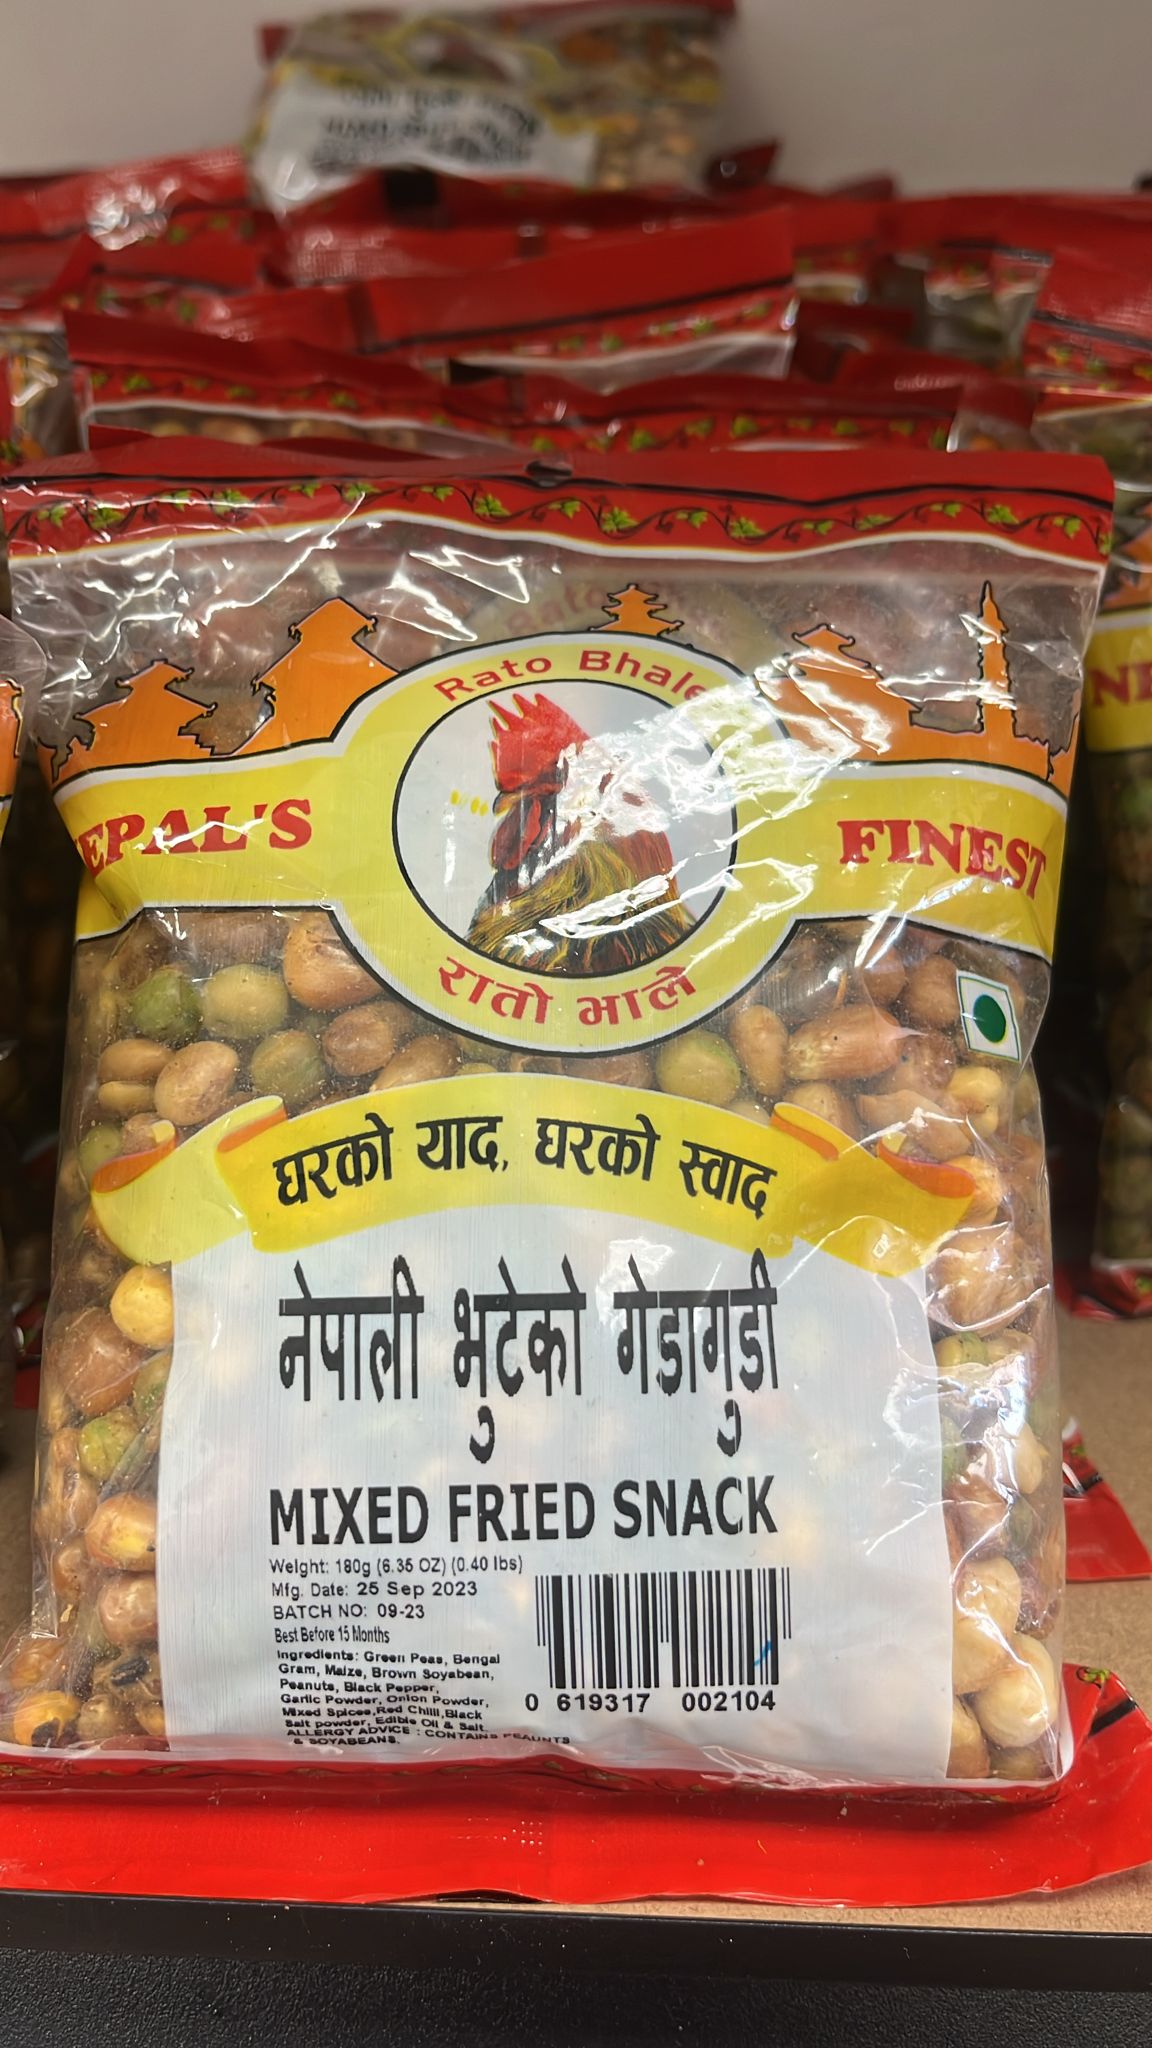 Rato Bhale
EPAL'S
FINEST
रातो भाले
घरको याद, घरको स्वाद
नेपाली भुटेको गेडागुडी
MIXED FRIED SNACK
Weight: 180g (6.35 OZ) (0.40 lbs)
Mfg. Date: 25 Sep 2023
BATCH NO: 09-23
Best Before 15 Months
Ingredients: Green Peas, Bengal
Gram, Maize, Brown Soyabean,
Peanuts, Black Pepper,
Garlic Powder, Onion Powder,
Mixed Spices,Red Chilli,Black
Salt powder, Edible Oil & Salt.
ALLERGY ADVICE : CONTAINS PEAUNTS
& SOYABEANS.
0 619317 002104